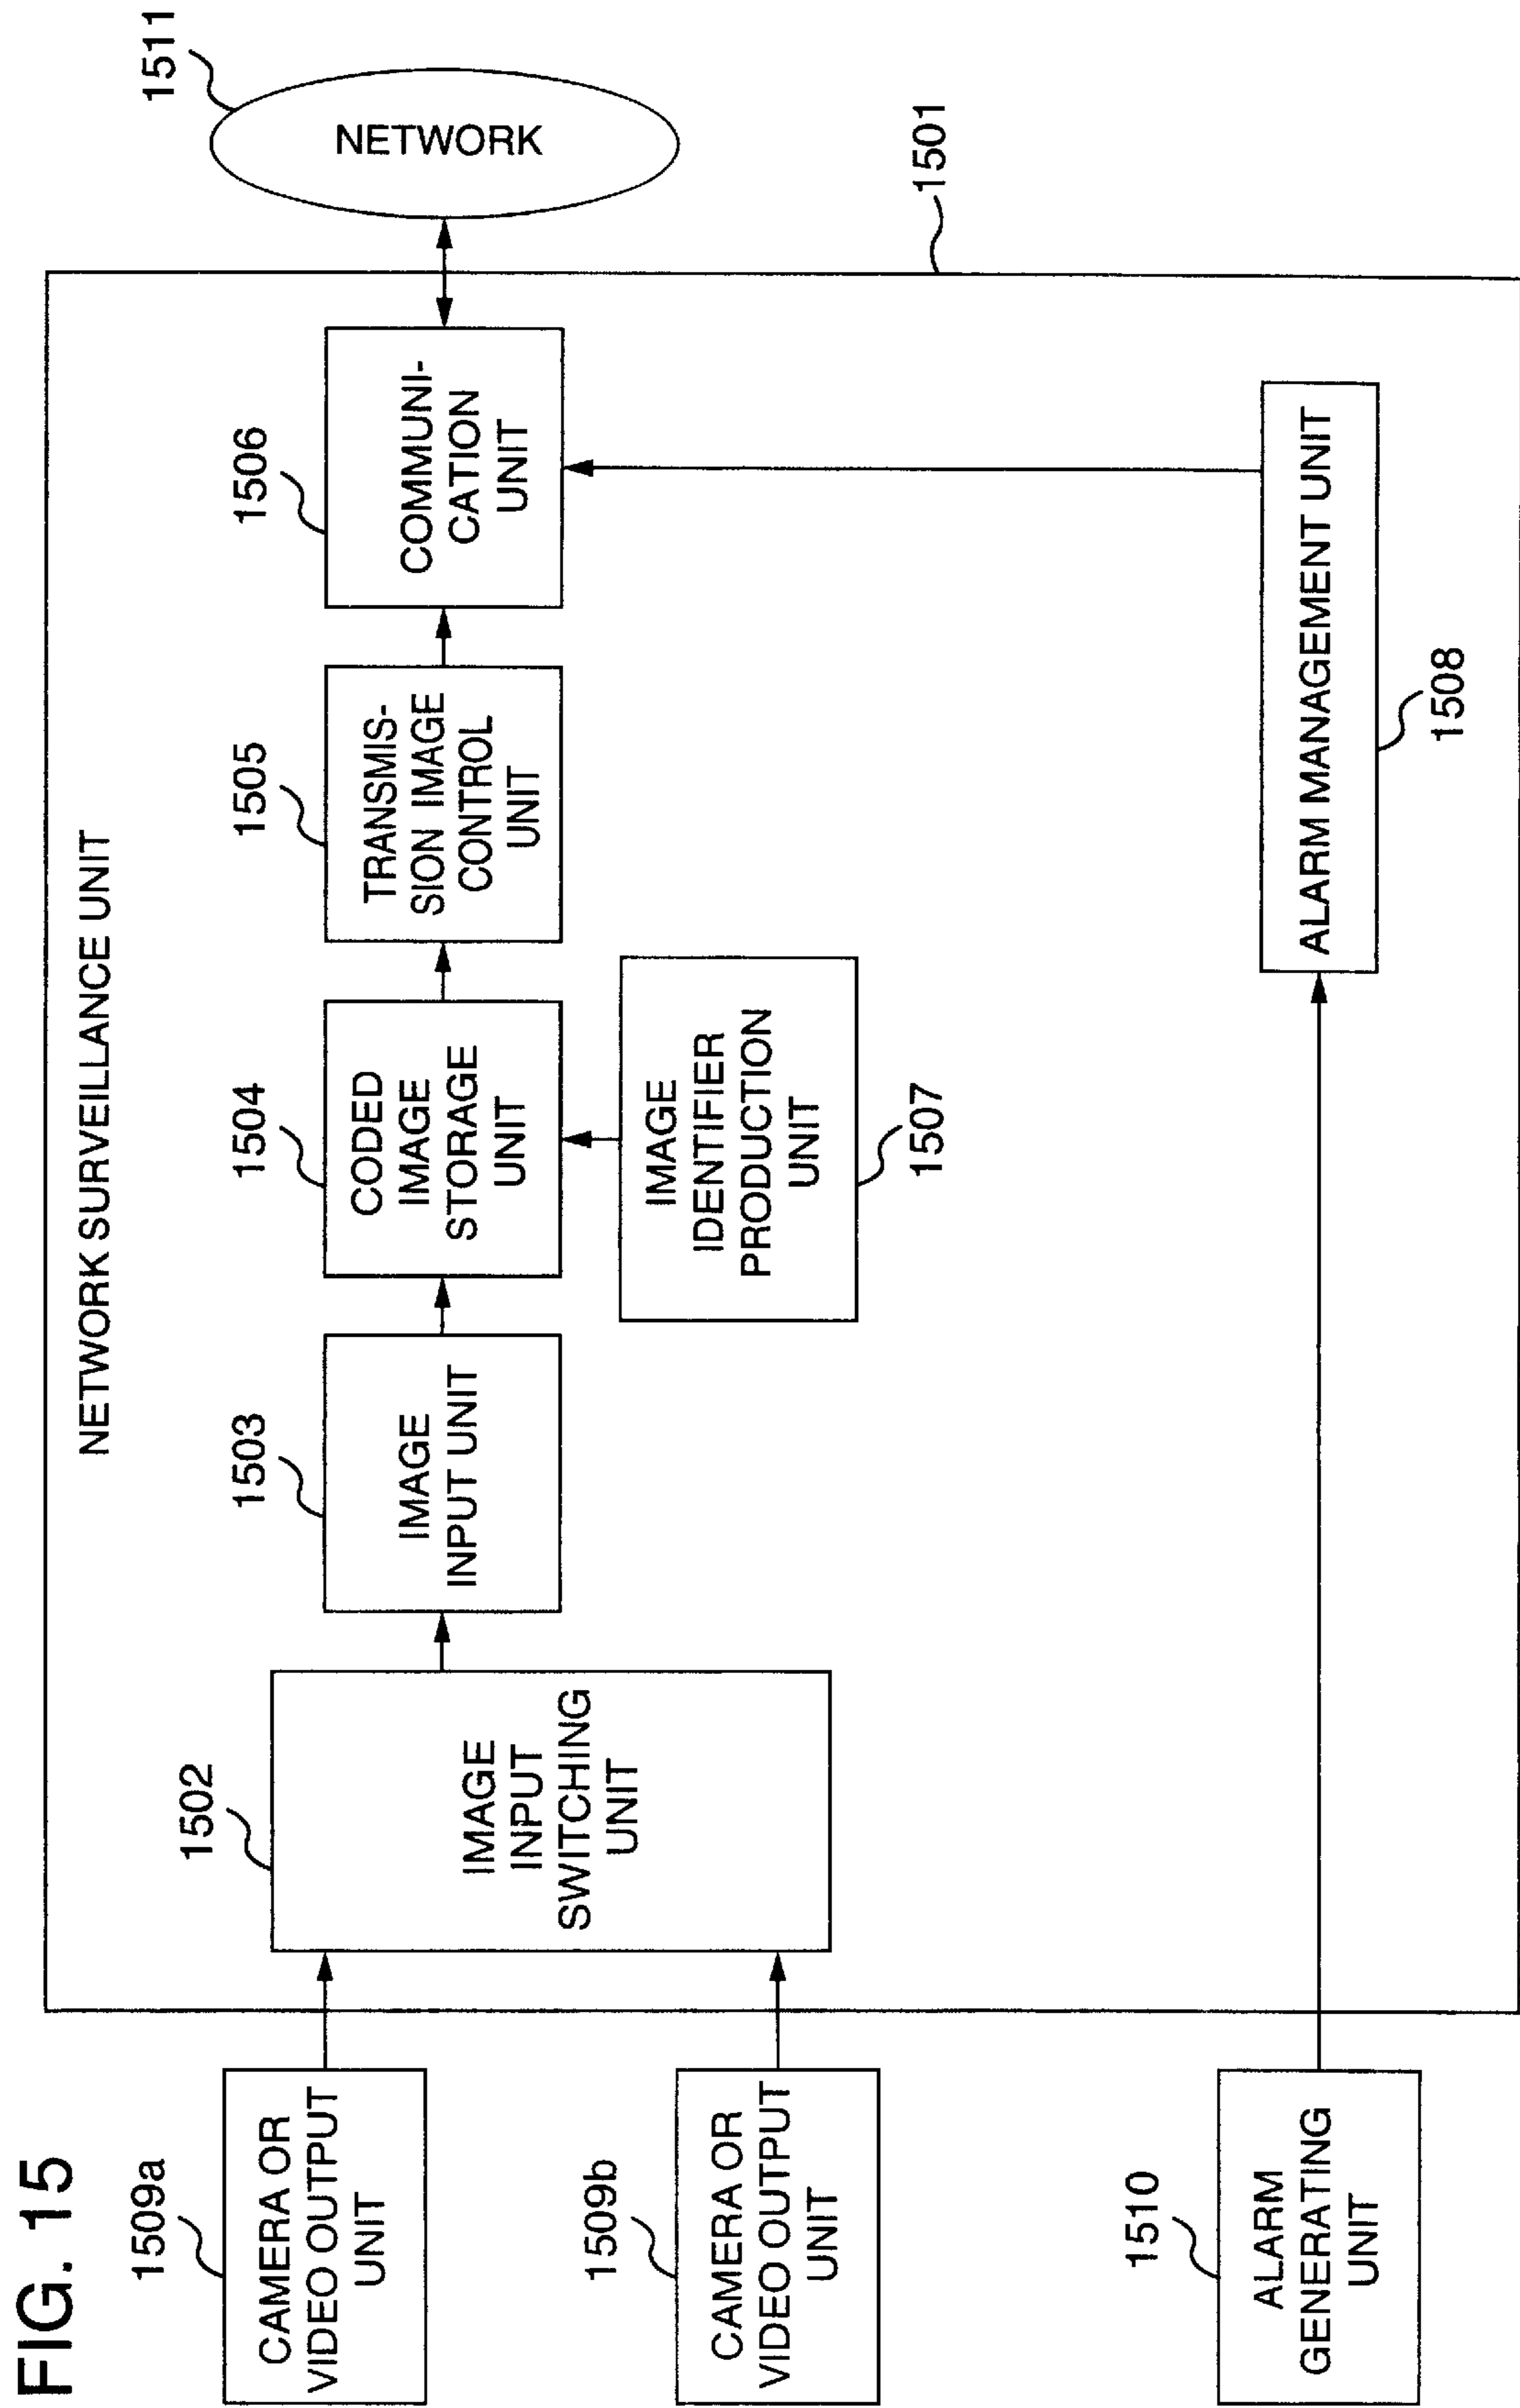 FIG. 15
NETWORK SURVEILLANCE UNIT
1509a
CAMERA OR
VIDEO OUTPUT
UNIT
1509b
CAMERA OR
VIDEO OUTPUT
UNIT
1510
ALARM
GENERATING
UNIT
1502
IMAGE
INPUT
SWITCHING
UNIT
1503
IMAGE
INPUT UNIT
1504
CODED
IMAGE
STORAGE
UNIT
IMAGE
IDENTIFIER
PRODUCTION
UNIT
1507
1505
TRANSMIS-
SION IMAGE
CONTROL
UNIT
1506
COMMUNI-
CATION
UNIT
ALARM MANAGEMENT UNIT
1508
1501
1511
NETWORK